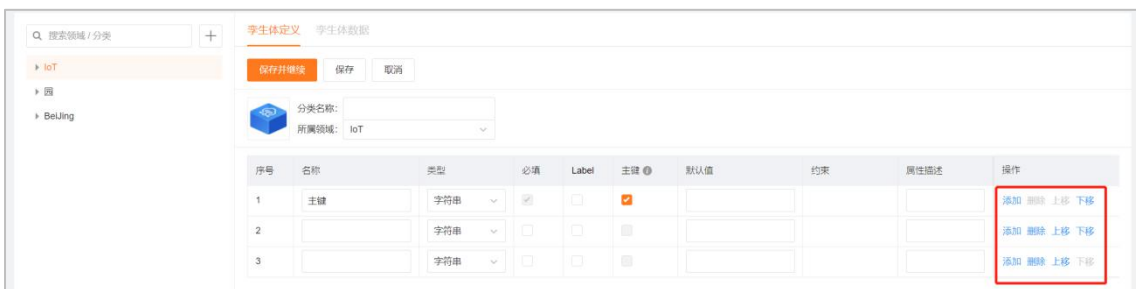 搜索领域 / 分类
IoT
园
BeiJing
孪生体定义 孪生体数据
保存并继续 保存 取消
分类名称:
所属领域: IoT
序号 名称 类型 必填 Label 主键 默认值 约束 属性描述 操作
1 主键 字符串 添加 删除 上移 下移
2 字符串 添加 删除 上移 下移
3 字符串 添加 删除 上移 下移